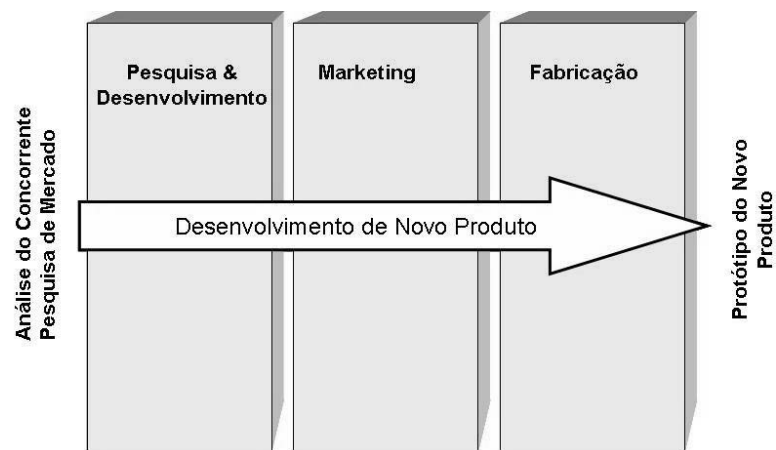 Análise do Concorrente
Pesquisa de Mercado
Pesquisa &
Desenvolvimento
Marketing
Fabricação
Desenvolvimento de Novo Produto
Protótipo do Novo
Produto